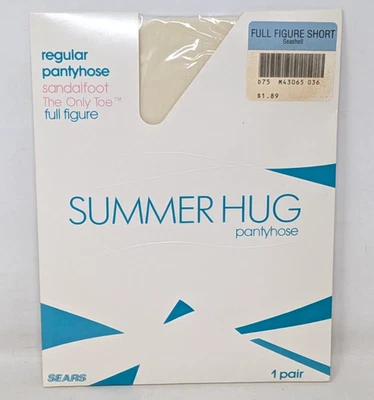 regular
pantyhose
sandalfoot
The Only Toe™
full figure
FULL FIGURE SHORT
Seashell
b75 M43065 036
$1.89
SUMMER HUG
pantyhose
SEARS
1 pair